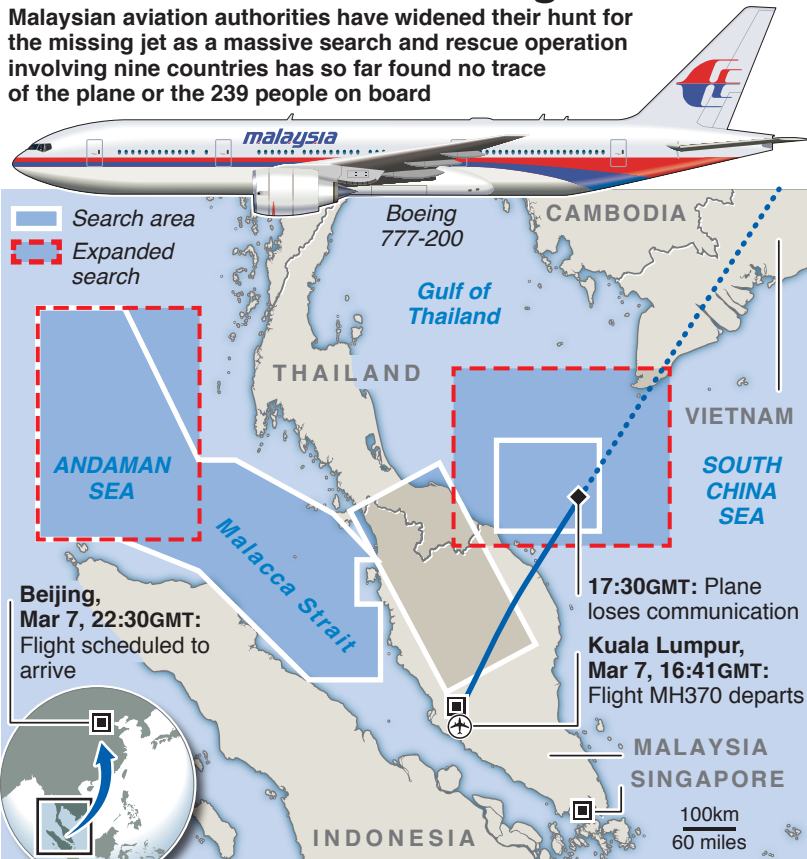 Malaysian aviation authorities have widened their hunt for
the missing jet as a massive search and rescue operation
involving nine countries has so far found no trace
of the plane or the 239 people on board
malaysia
Boeing
777-200
CAMBODIA
Search area
Expanded
search
Gulf of
Thailand
THAILAND
VIETNAM
ANDAMAN
SEA
SOUTH
CHINA
SEA
Malacca Strait
17:30GMT: Plane
loses communication
Beijing,
Mar 7, 22:30GMT:
Flight scheduled to
arrive
Kuala Lumpur,
Mar 7, 16:41GMT:
Flight MH370 departs
MALAYSIA
SINGAPORE
INDONESIA
100km
60 miles